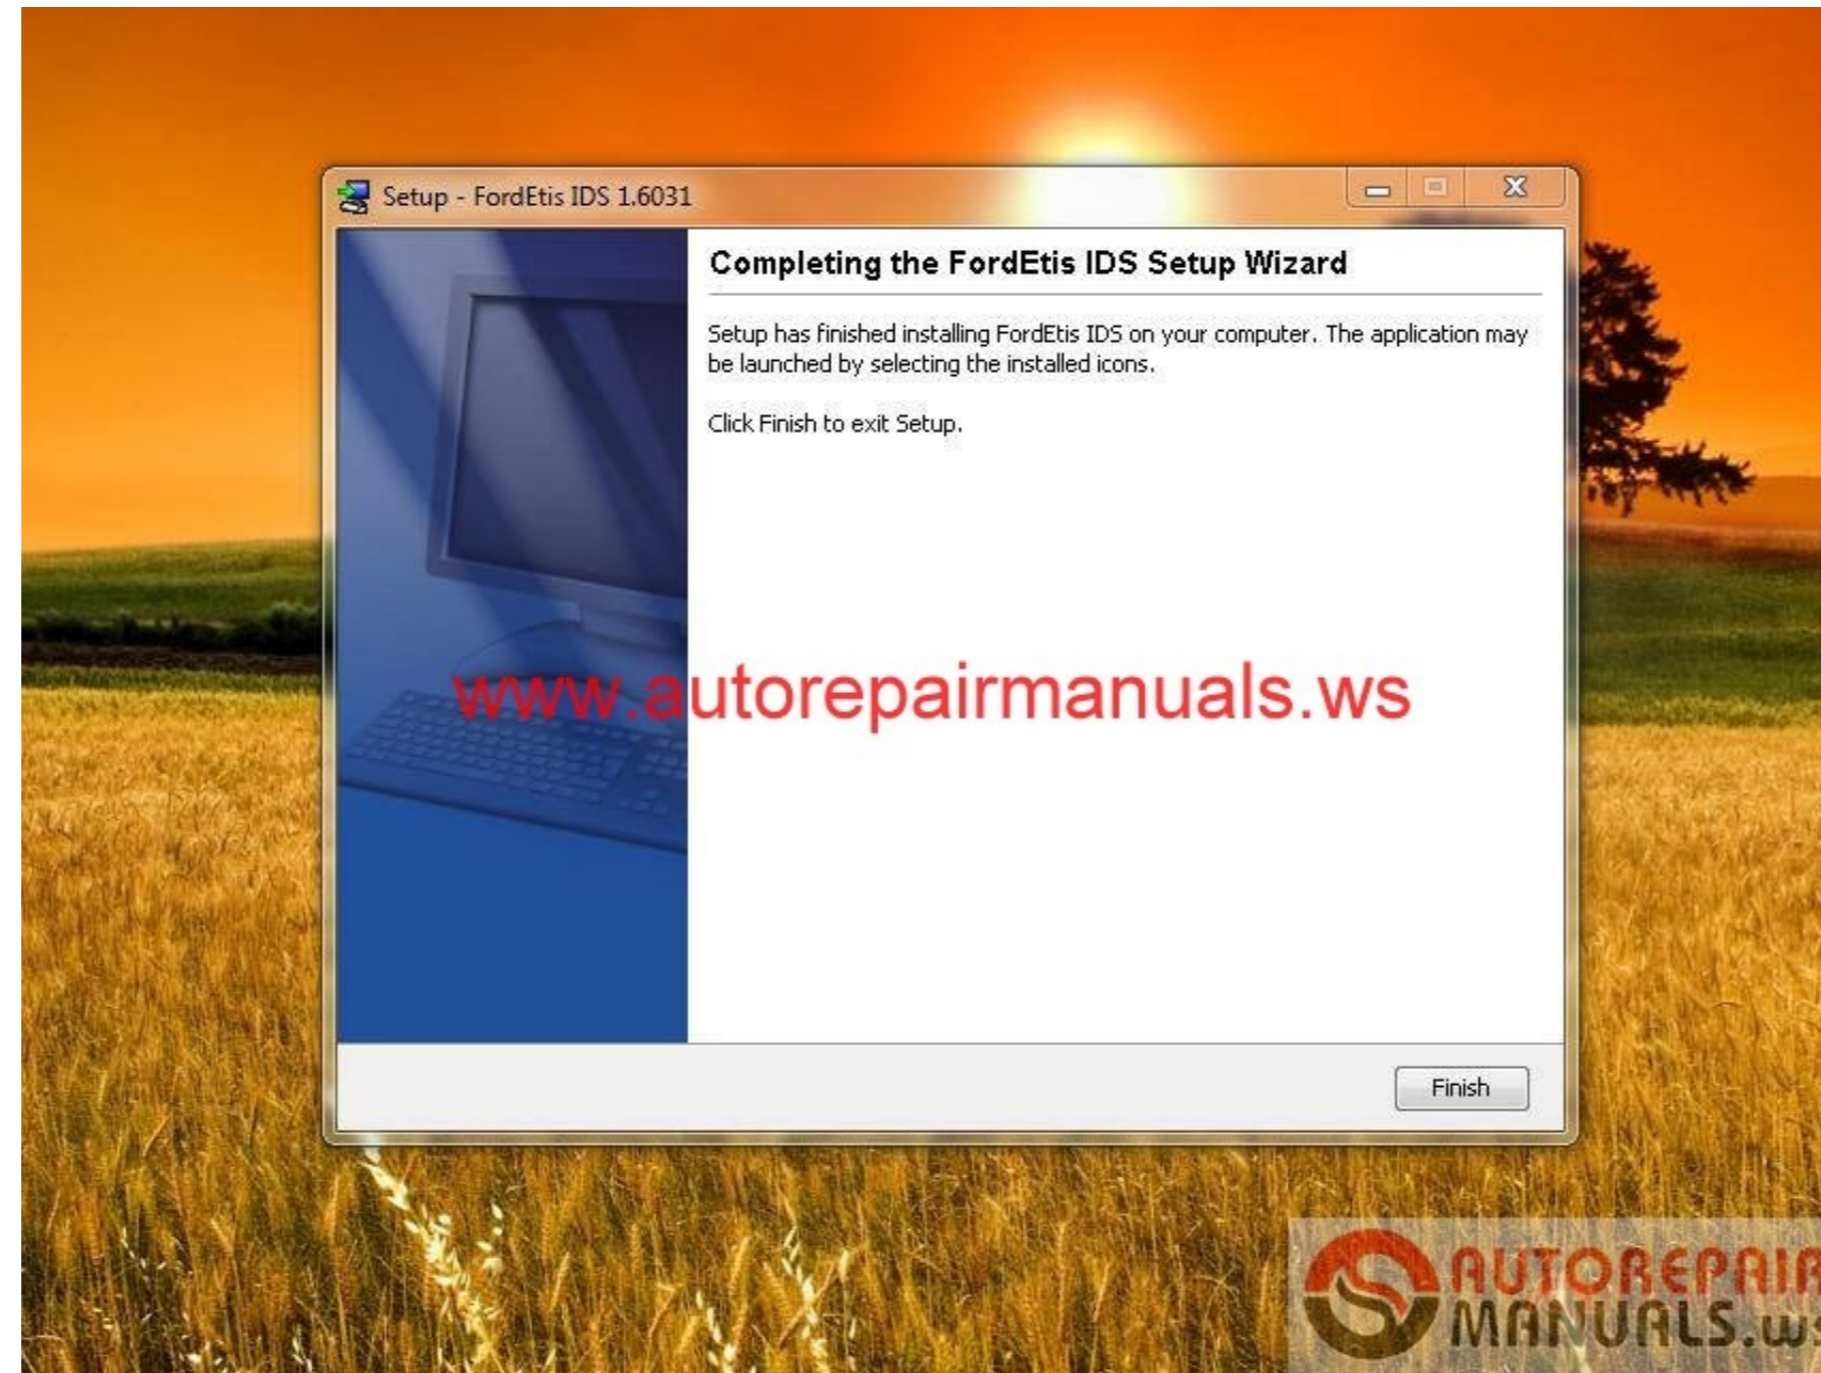 Setup - FordEtis IDS 1.6031
Completing the FordEtis IDS Setup Wizard
Setup has finished installing FordEtis IDS on your computer. The application may
be launched by selecting the installed icons.
Click Finish to exit Setup.
www.autorepairmanuals.ws
Finish
AUTOREPAIR
MANUALS.ws